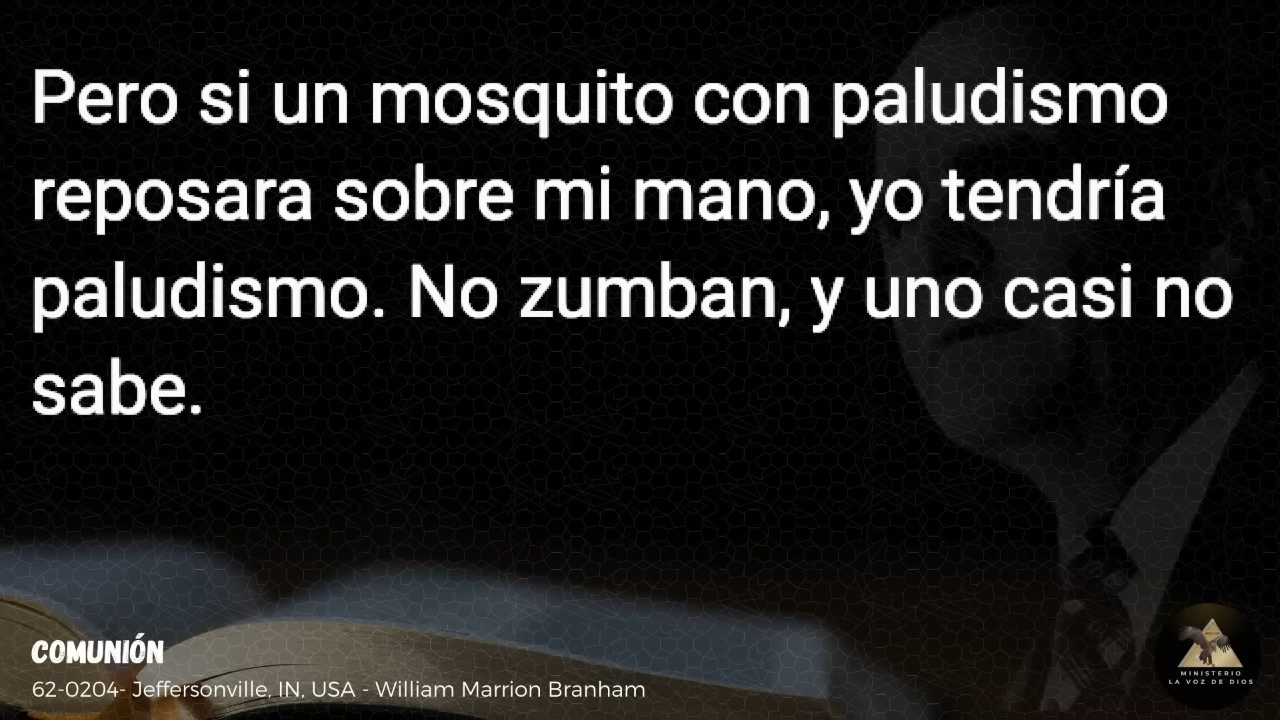 Pero si un mosquito con paludismo
reposara sobre mi mano, yo tendría
paludismo. No zumban, y uno casi no
sabe.
COMUNIÓN
62-0204- Jeffersonville, IN, USA - William Marrion Branham
MINISTERIO
LA VOZ DE DIOS